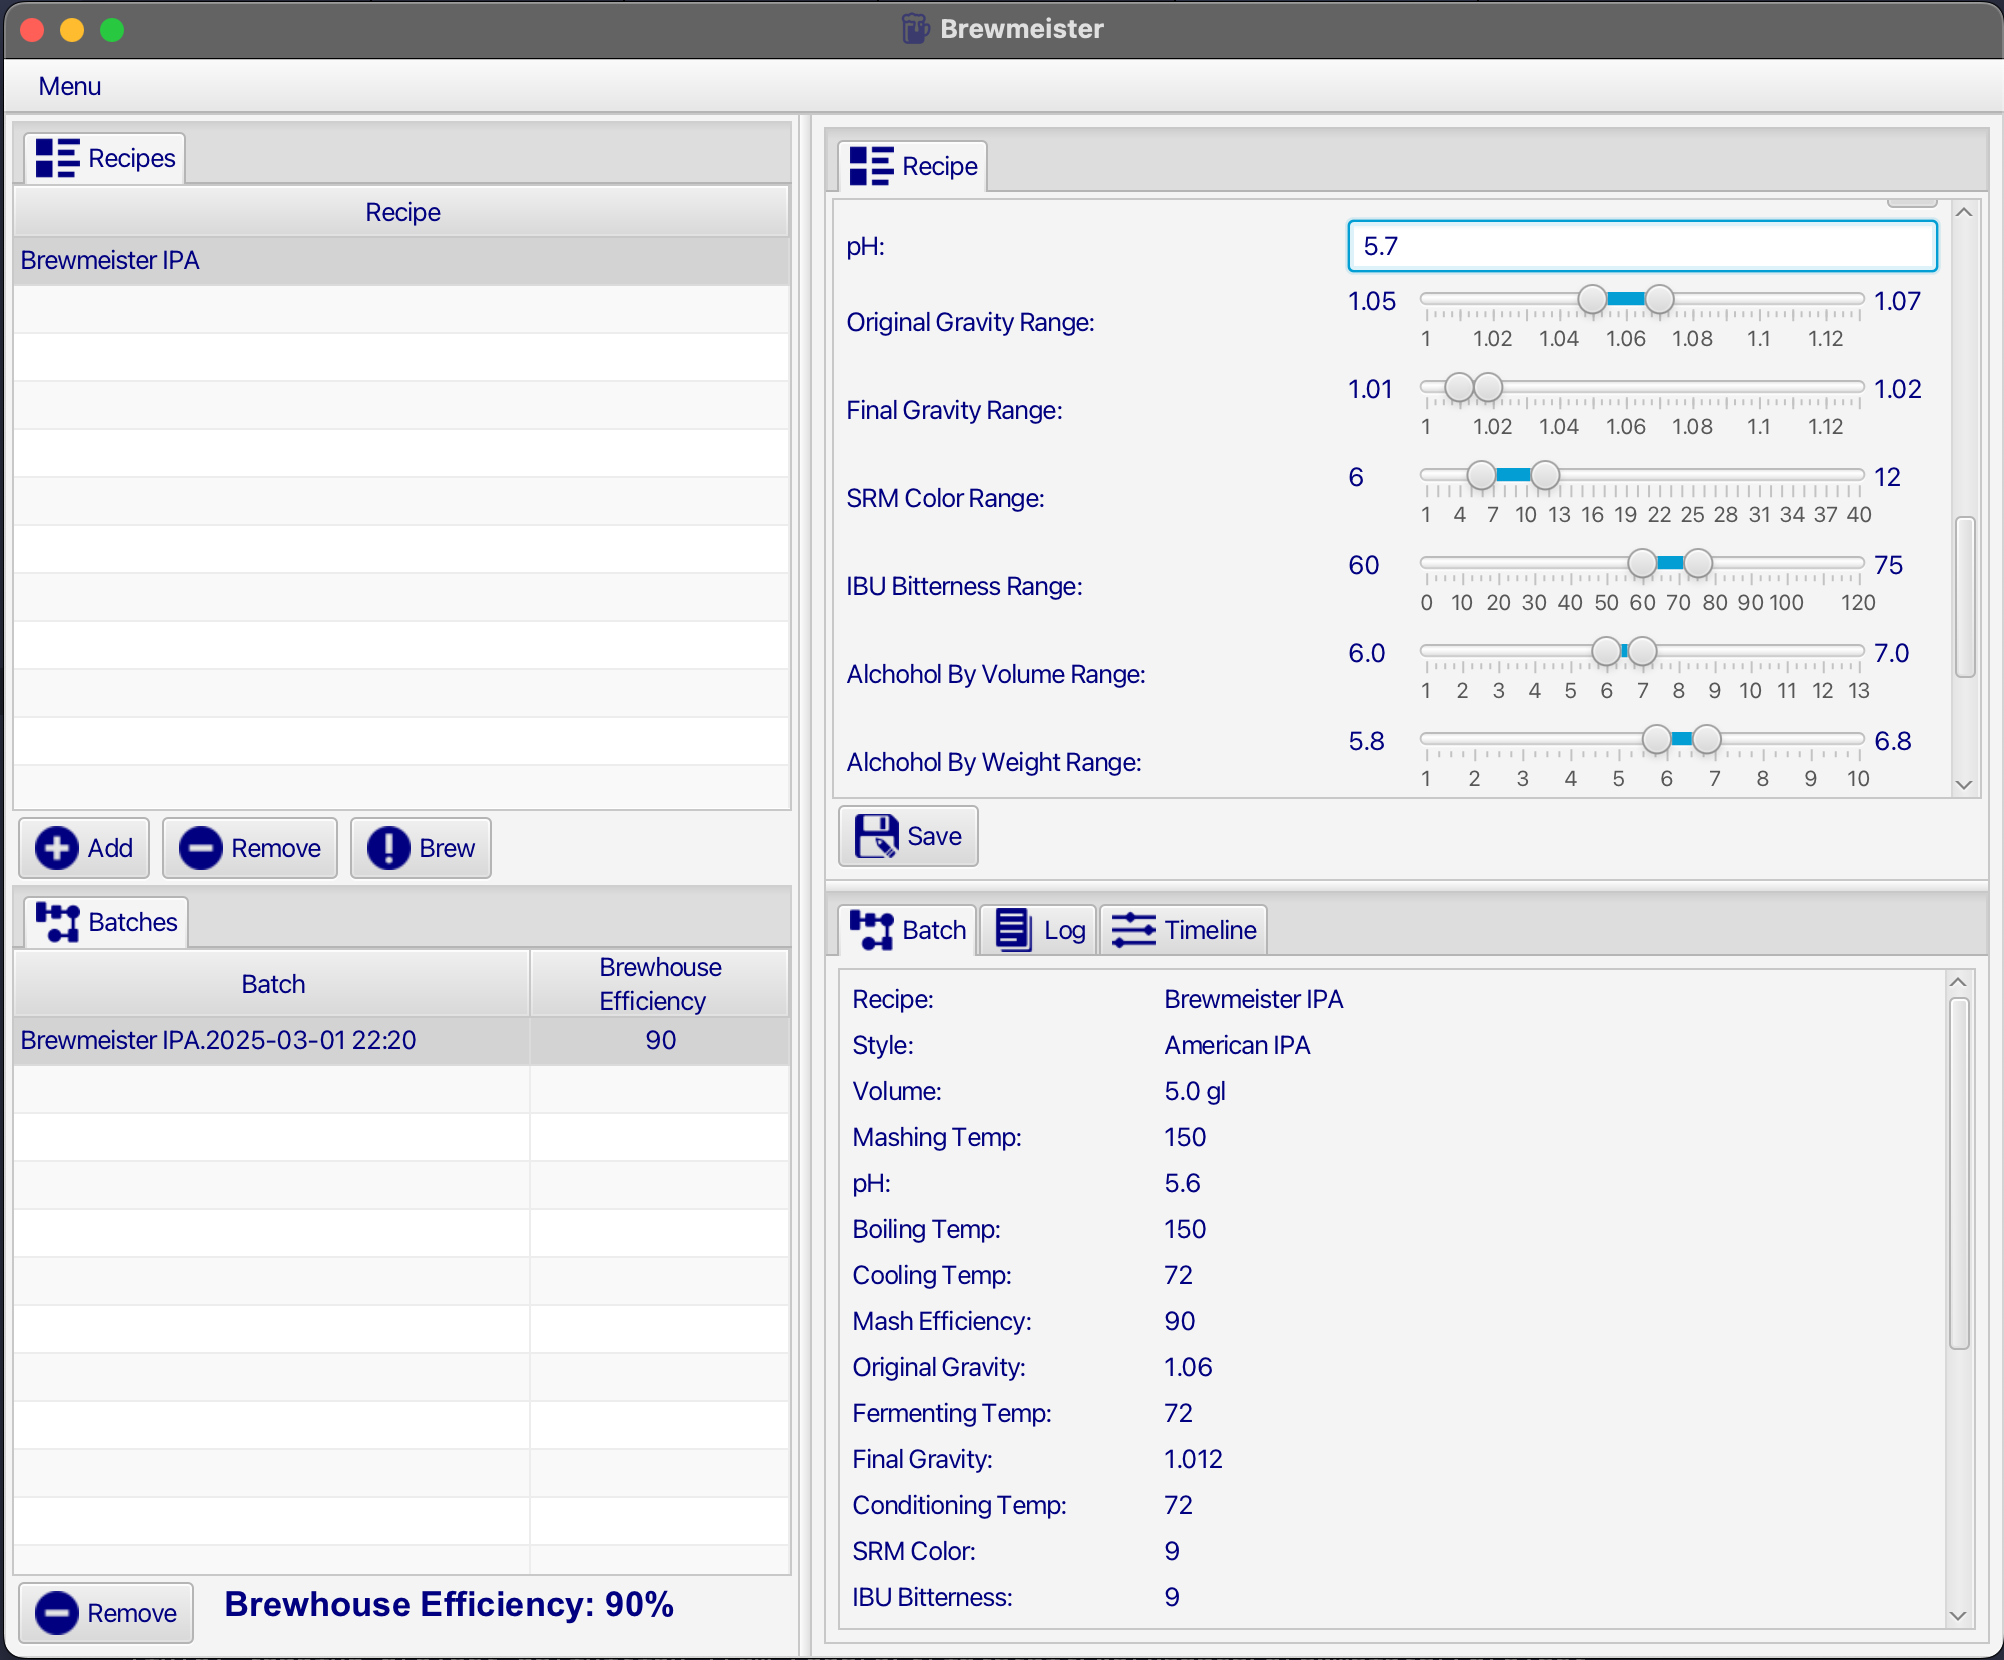 Brewmeister
Menu
Recipes
Recipe
Brewmeister IPA
Add
Remove
Brew
Batches
Batch
Brewhouse
Efficiency
Brewmeister IPA.2025-03-01 22:20
90
Remove
Brewhouse Efficiency: 90%
Recipe
pH:
5.7
Original Gravity Range:
1.05
1.07
1 1.02 1.04 1.06 1.08 1.1 1.12
Final Gravity Range:
1.01
1.02
1 1.02 1.04 1.06 1.08 1.1 1.12
SRM Color Range:
6
12
1 4 7 10 13 16 19 22 25 28 31 34 37 40
IBU Bitterness Range:
60
75
0 10 20 30 40 50 60 70 80 90 100 120
Alchohol By Volume Range:
6.0
7.0
1 2 3 4 5 6 7 8 9 10 11 12 13
Alchohol By Weight Range:
5.8
6.8
1 2 3 4 5 6 7 8 9 10
Save
Batch
Log
Timeline
Recipe: Brewmeister IPA
Style: American IPA
Volume: 5.0 gl
Mashing Temp: 150
pH: 5.6
Boiling Temp: 150
Cooling Temp: 72
Mash Efficiency: 90
Original Gravity: 1.06
Fermenting Temp: 72
Final Gravity: 1.012
Conditioning Temp: 72
SRM Color: 9
IBU Bitterness: 9